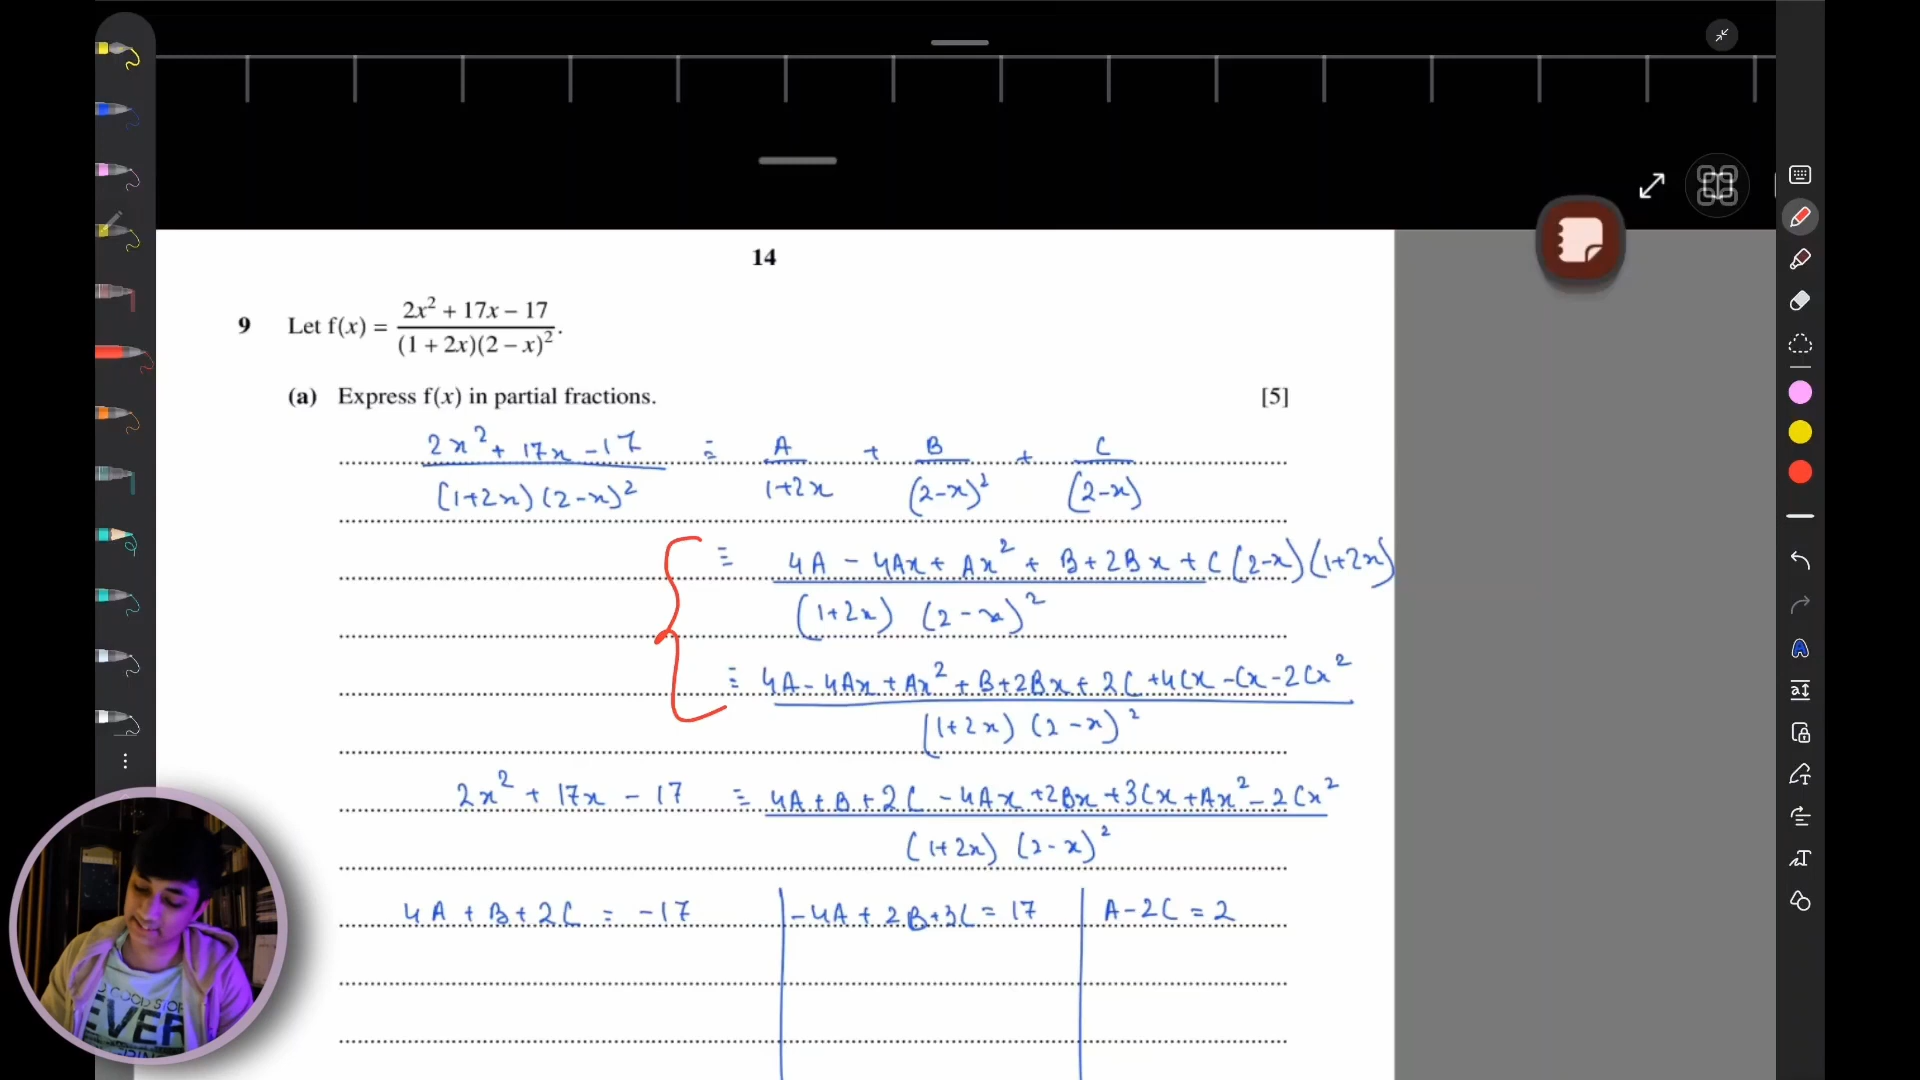 14
9 Let f(x) = (2x² + 17x − 17) / ((1 + 2x)(2 − x)²).
(a) Express f(x) in partial fractions. [5]
(2x² + 17x − 17) / ((1+2x)(2−x)²) ≡ A/(1+2x) + B/(2−x)² + C/(2−x)
≡ (4A − 4Ax + Ax² + B + 2Bx + C(2−x)(1+2x)) / ((1+2x)(2−x)²)
≡ (4A − 4Ax + Ax² + B + 2Bx + 2C + 4Cx − Cx − 2Cx²) / ((1+2x)(2−x)²)
2x² + 17x − 17 ≡ (4A + B + 2C − 4Ax + 2Bx + 3Cx + Ax² − 2Cx²) / ((1+2x)(2−x)²)
4A + B + 2C = −17 | −4A + 2B + 3C = 17 | A − 2C = 2
EVER